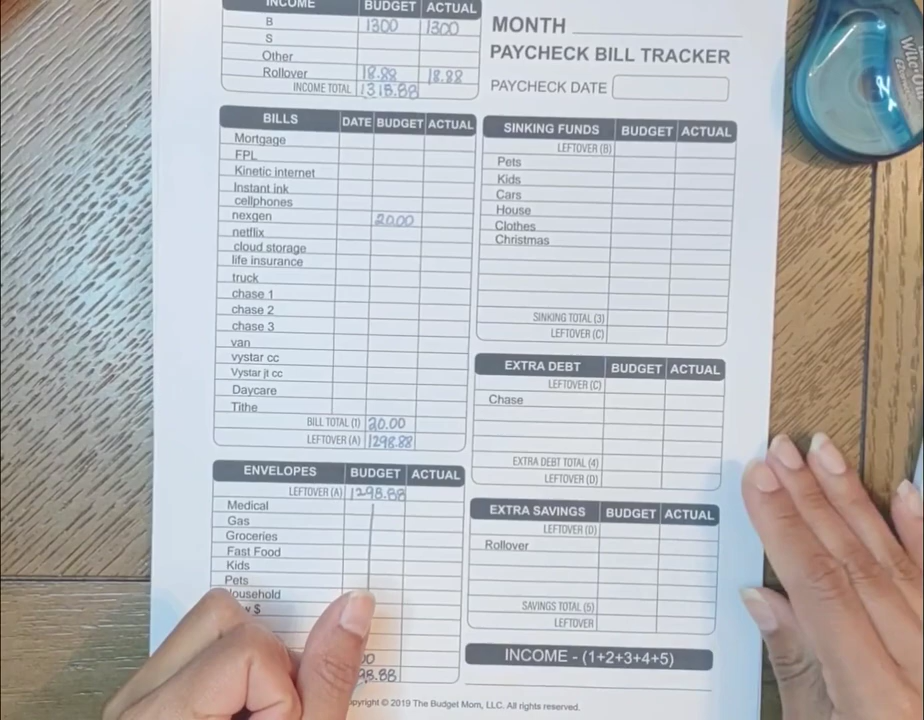 INCOME BUDGET ACTUAL
B 1300 1300
S
Other
Rollover 18.88 18.88
INCOME TOTAL 1318.88
MONTH
PAYCHECK BILL TRACKER
PAYCHECK DATE
BILLS DATE BUDGET ACTUAL
Mortgage
FPL
Kinetic internet
Instant ink
cellphones
nexgen 20.00
netflix
cloud storage
life insurance
truck
chase 1
chase 2
chase 3
van
vystar cc
Vystar jt cc
Daycare
Tithe
BILL TOTAL (1) 20.00
LEFTOVER (A) 1298.88
ENVELOPES BUDGET ACTUAL
LEFTOVER (A) 1298.88
Medical
Gas
Groceries
Fast Food
Kids
Pets
Household
$
00
98.88
SINKING FUNDS BUDGET ACTUAL
LEFTOVER (B)
Pets
Kids
Cars
House
Clothes
Christmas
SINKING TOTAL (3)
LEFTOVER (C)
EXTRA DEBT BUDGET ACTUAL
LEFTOVER (C)
Chase
EXTRA DEBT TOTAL (4)
LEFTOVER (D)
EXTRA SAVINGS BUDGET ACTUAL
LEFTOVER (D)
Rollover
SAVINGS TOTAL (5)
LEFTOVER
INCOME - (1+2+3+4+5)
opyright © 2019 The Budget Mom, LLC. All rights reserved.